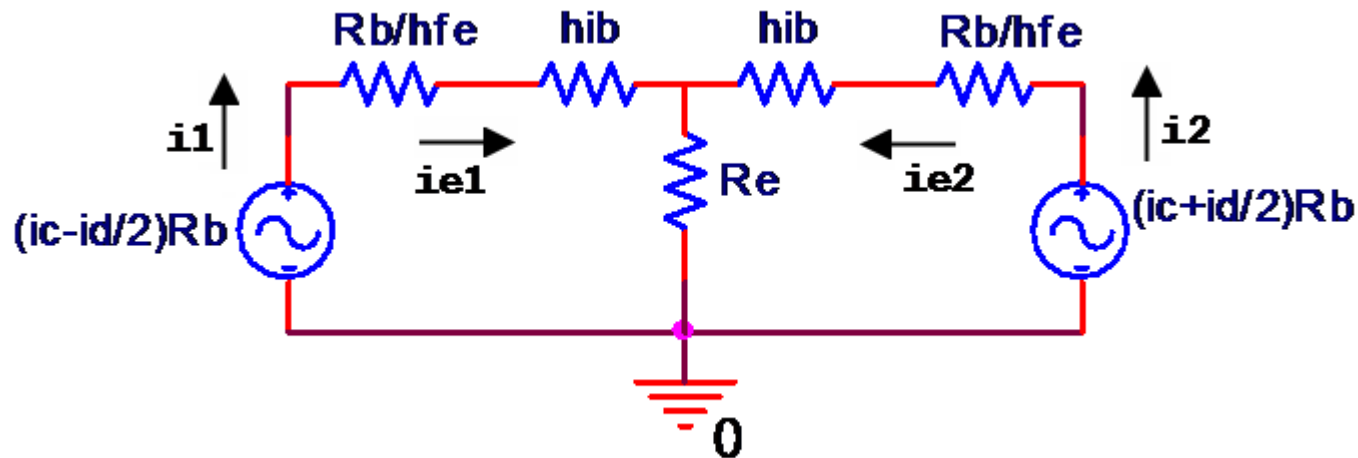 Rb/hfe
hib
hib
Rb/hfe
i1
ie1
Re
ie2
i2
(ic-id/2)Rb
(ic+id/2)Rb
0